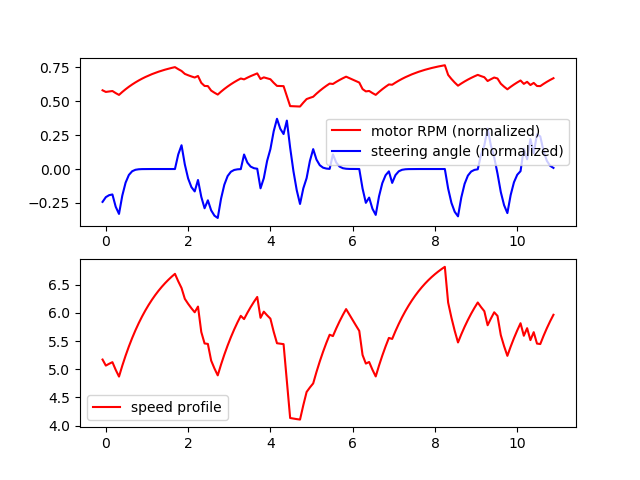 0.75
0.50
0.25
0.00
−0.25
motor RPM (normalized)
steering angle (normalized)
0 2 4 6 8 10
6.5
6.0
5.5
5.0
4.5
4.0
speed profile
0 2 4 6 8 10